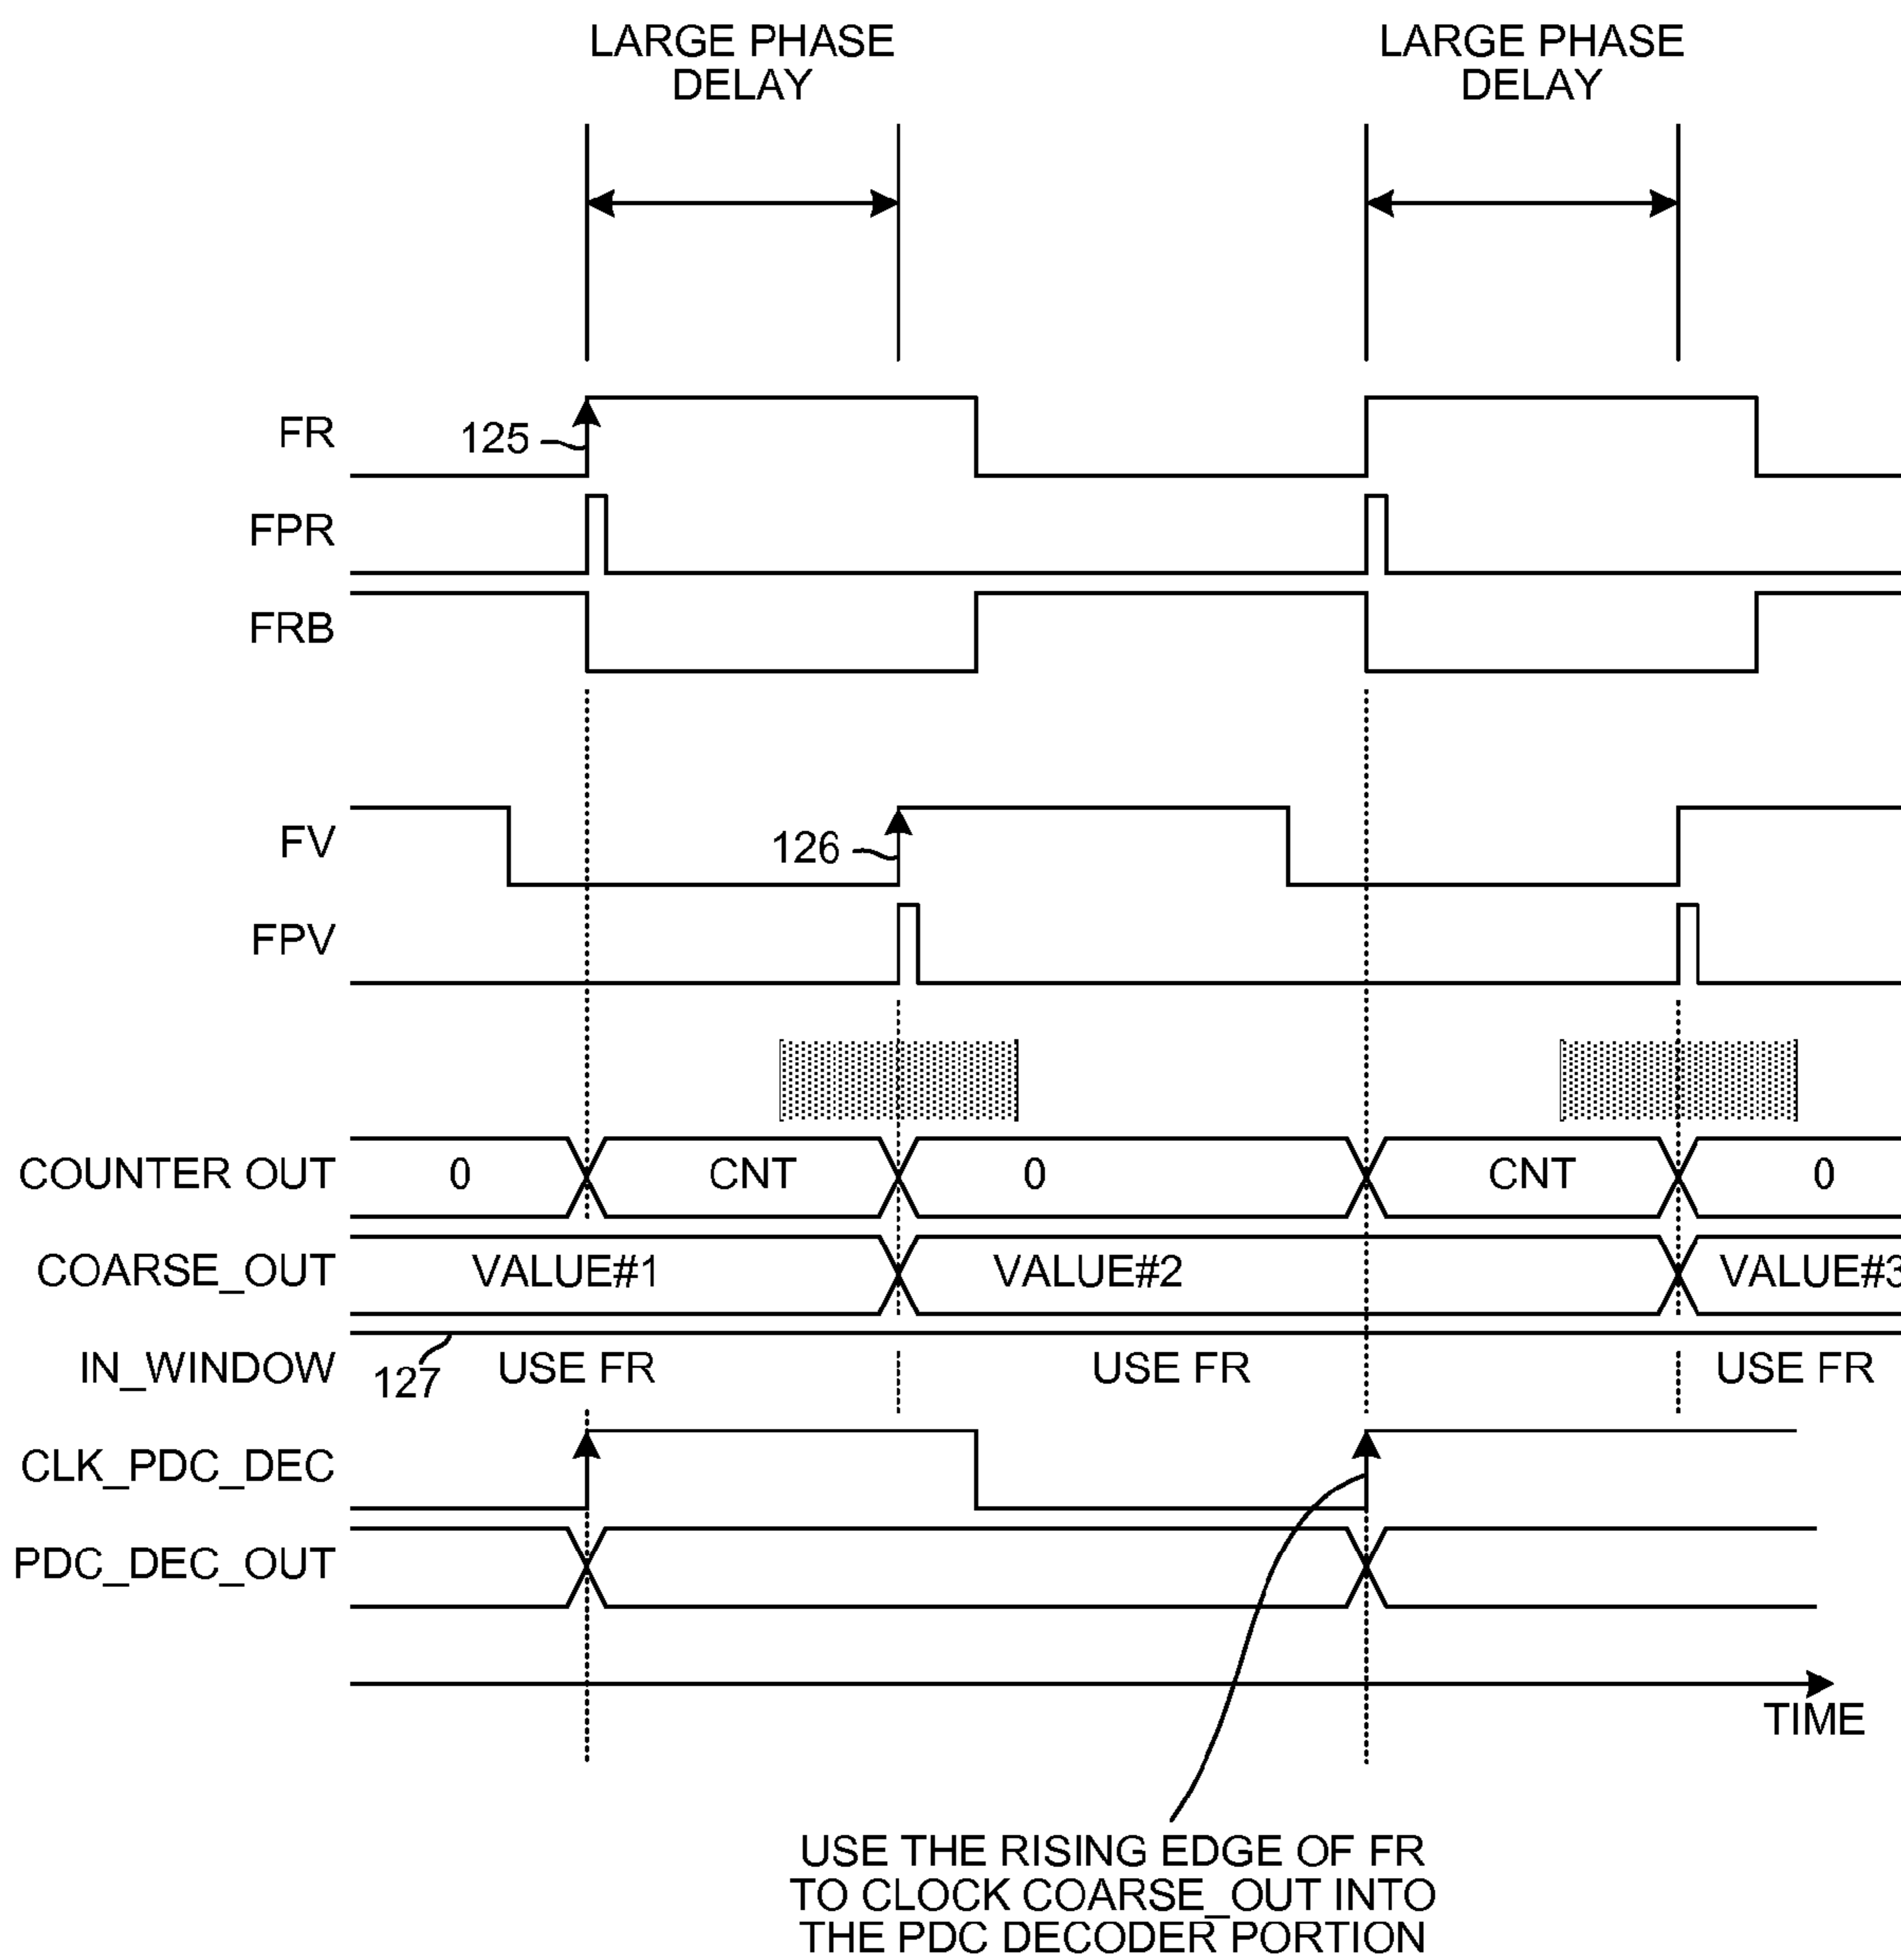 LARGE PHASE
DELAY
LARGE PHASE
DELAY
FR
125
FPR
FRB
FV
126
FPV
COUNTER OUT
0
CNT
0
CNT
0
COARSE_OUT
VALUE#1
VALUE#2
VALUE#3
IN_WINDOW
127
USE FR
USE FR
USE FR
CLK_PDC_DEC
PDC_DEC_OUT
TIME
USE THE RISING EDGE OF FR
TO CLOCK COARSE_OUT INTO
THE PDC DECODER PORTION